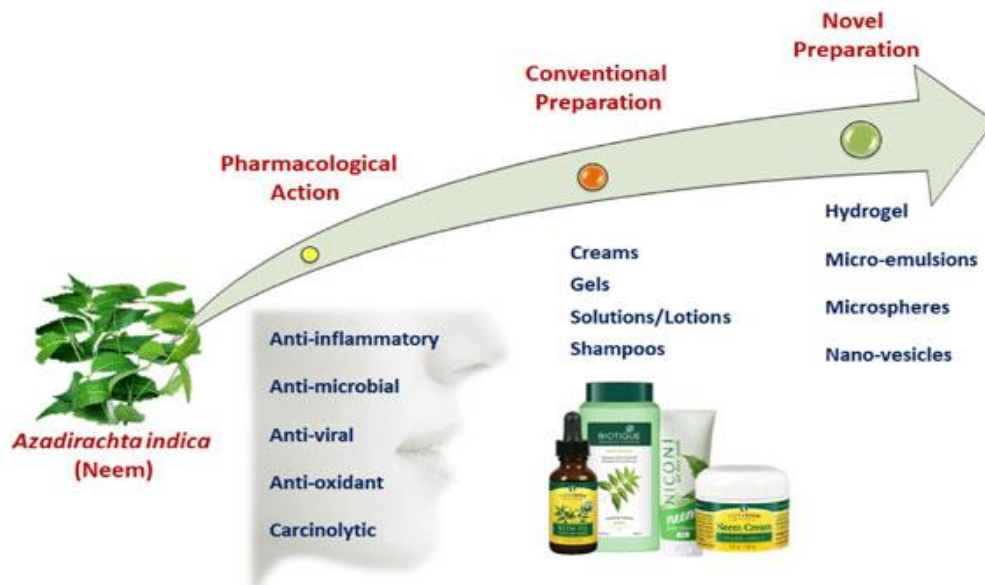 Novel
Preparation
Conventional
Preparation
Pharmacological
Action
Azadirachta indica
(Neem)
Anti-inflammatory
Anti-microbial
Anti-viral
Anti-oxidant
Carcinolytic
Creams
Gels
Solutions/Lotions
Shampoos
Hydrogel
Micro-emulsions
Microspheres
Nano-vesicles
BIOTIQUE
NICONI
neem
Neem Cream